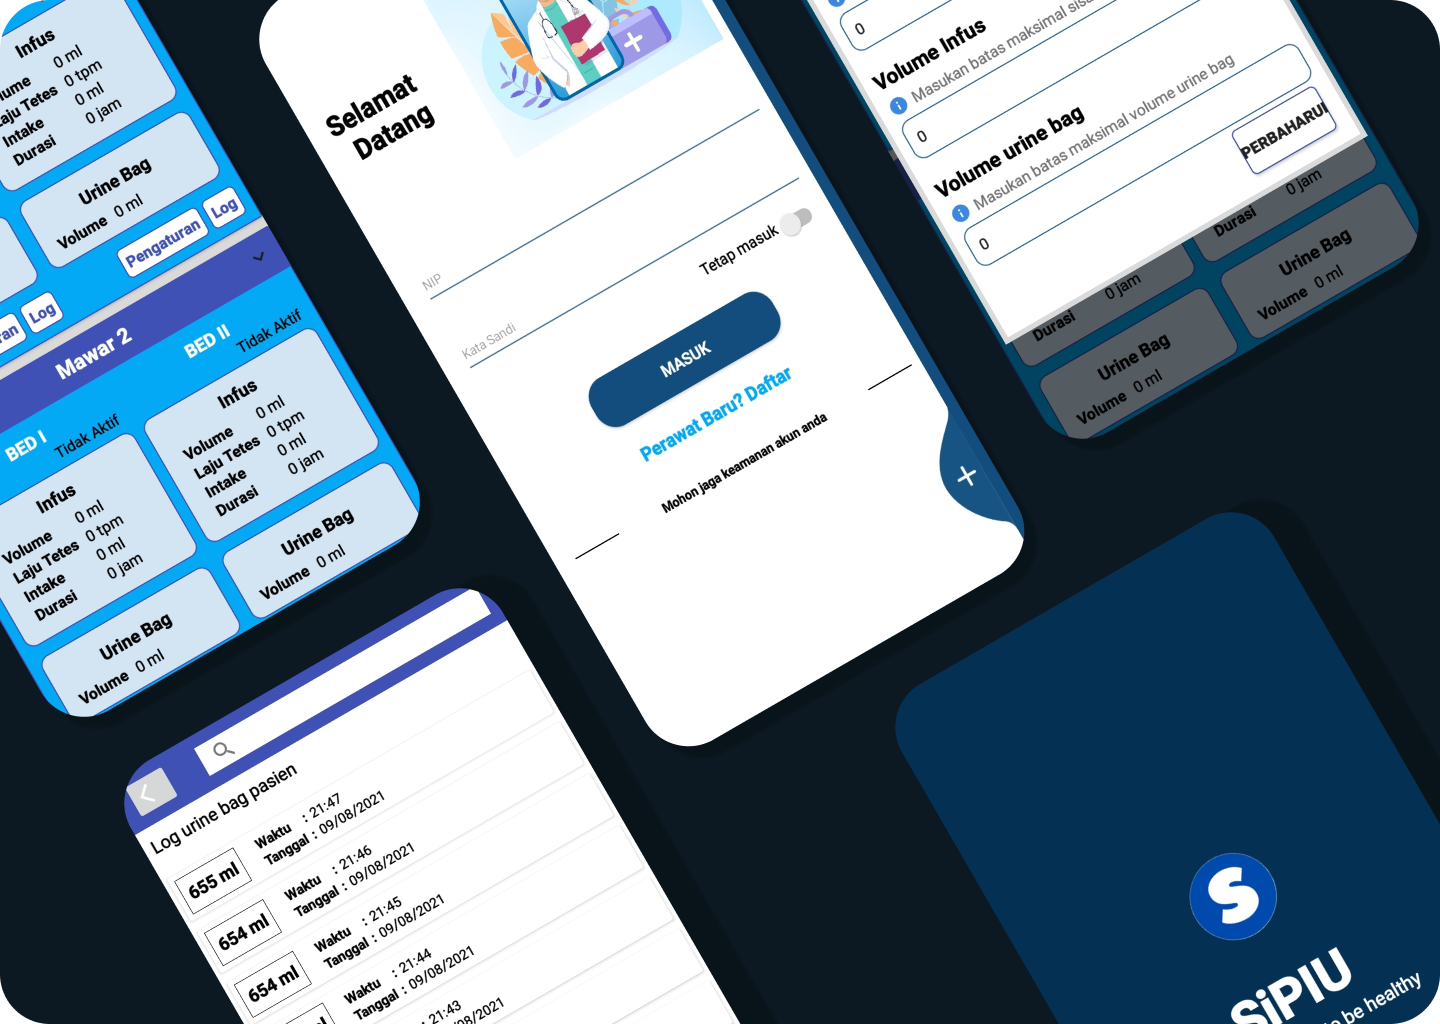 Infus
Volume 0 ml
Laju Tetes 0 tpm
Intake 0 ml
Durasi 0 jam
Urine Bag
Volume 0 ml
Pengaturan
Log
Log
Mawar 2
BED I
Tidak Aktif
Infus
Volume 0 ml
Laju Tetes 0 tpm
Intake 0 ml
Durasi 0 jam
Urine Bag
Volume 0 ml
BED II
Tidak Aktif
Infus
Volume 0 ml
Laju Tetes 0 tpm
Intake 0 ml
Durasi 0 jam
Urine Bag
Volume 0 ml
Selamat
Datang
NIP
Kata Sandi
Tetap masuk
MASUK
Perawat Baru? Daftar
Mohon jaga keamanan akun anda
0
Volume Infus
Masukan batas maksimal
0
Volume urine bag
Masukan batas maksimal volume urine bag
0
PERBAHARUI
Durasi 0 jam
Urine Bag
Volume 0 ml
Durasi 0 jam
Urine Bag
Volume 0 ml
Log urine bag pasien
655 ml
Waktu : 21:47
Tanggal : 09/08/2021
654 ml
Waktu : 21:46
Tanggal : 09/08/2021
654 ml
Waktu : 21:45
Tanggal : 09/08/2021
Waktu : 21:44
Tanggal : 09/08/2021
: 21:43
S
SiPIU
be healthy